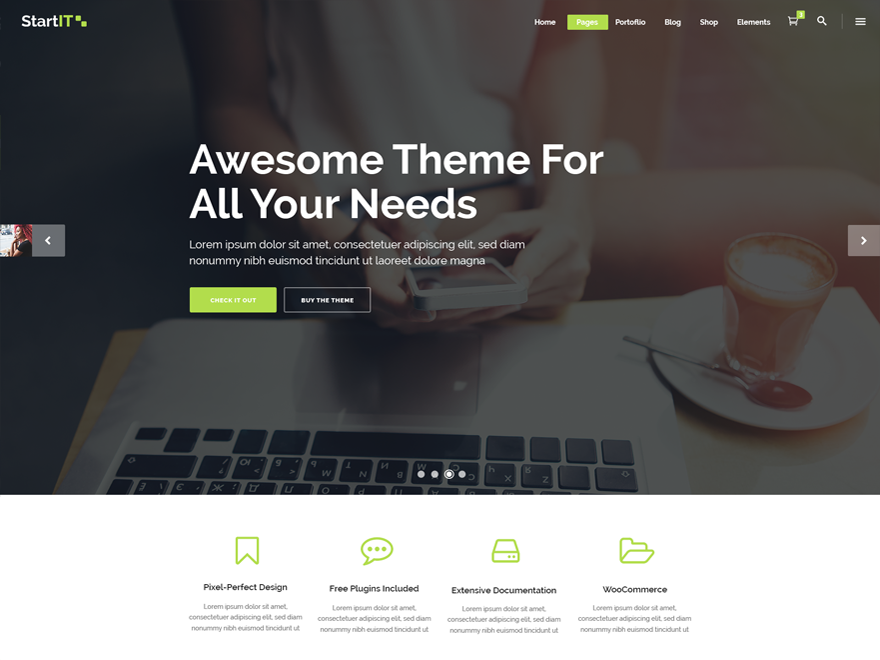 StartIT
Home Pages Portoflio Blog Shop Elements
3
Awesome Theme For
All Your Needs
Lorem ipsum dolor sit amet, consectetuer adipiscing elit, sed diam
nonummy nibh euismod tincidunt ut laoreet dolore magna
CHECK IT OUT BUY THE THEME
Pixel-Perfect Design
Lorem ipsum dolor sit amet,
consectetuer adipiscing elit, sed diam
nonummy nibh euismod tincidunt ut
Free Plugins Included
Lorem ipsum dolor sit amet,
consectetuer adipiscing elit, sed diam
nonummy nibh euismod tincidunt ut
Extensive Documentation
Lorem ipsum dolor sit amet,
consectetuer adipiscing elit, sed diam
nonummy nibh euismod tincidunt ut
WooCommerce
Lorem ipsum dolor sit amet,
consectetuer adipiscing elit, sed diam
nonummy nibh euismod tincidunt ut